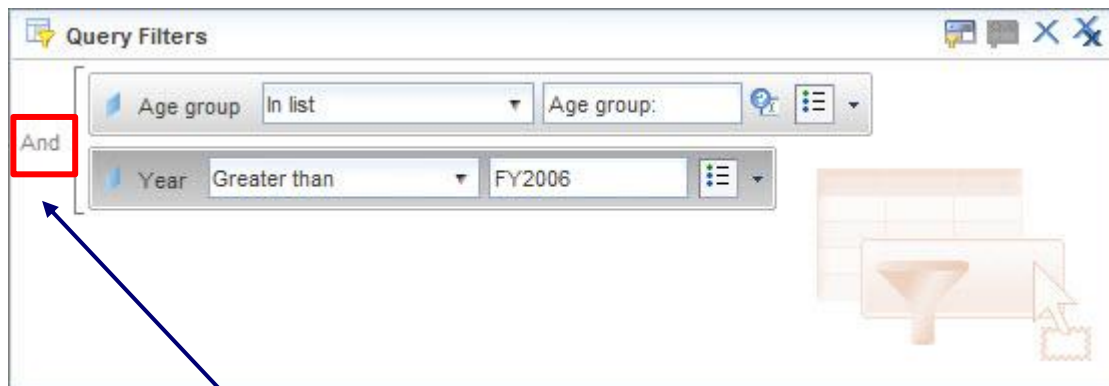 Query Filters
Age group In list Age group:
And
Year Greater than FY2006